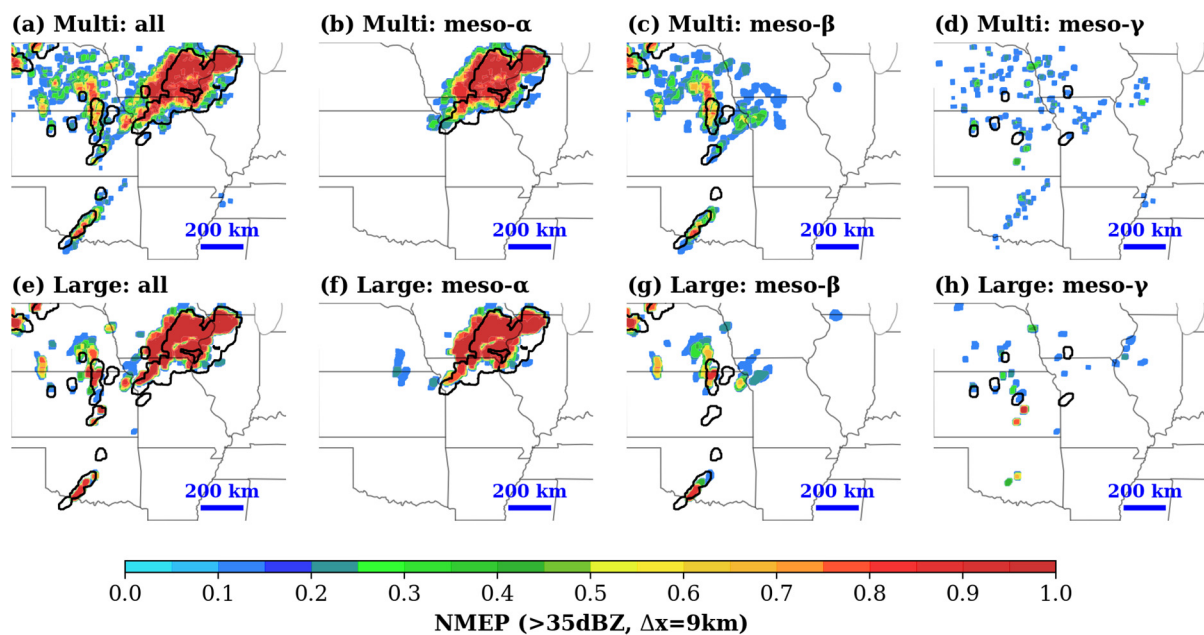 (a) Multi: all
(b) Multi: meso-α
(c) Multi: meso-β
(d) Multi: meso-γ
200 km
200 km
200 km
200 km
(e) Large: all
(f) Large: meso-α
(g) Large: meso-β
(h) Large: meso-γ
200 km
200 km
200 km
200 km
0.0 0.1 0.2 0.3 0.4 0.5 0.6 0.7 0.8 0.9 1.0
NMEP (>35dBZ, Δx=9km)